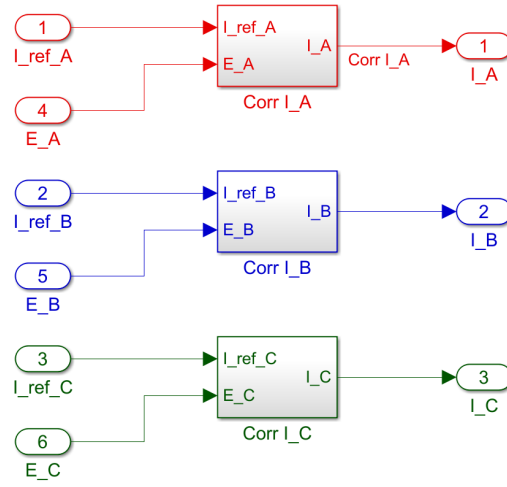 1
I_ref_A
I_ref_A
4
E_A
E_A
I_A
Corr I_A
Corr I_A
1
I_A
2
I_ref_B
I_ref_B
5
E_B
E_B
I_B
Corr I_B
2
I_B
3
I_ref_C
I_ref_C
6
E_C
E_C
I_C
Corr I_C
3
I_C